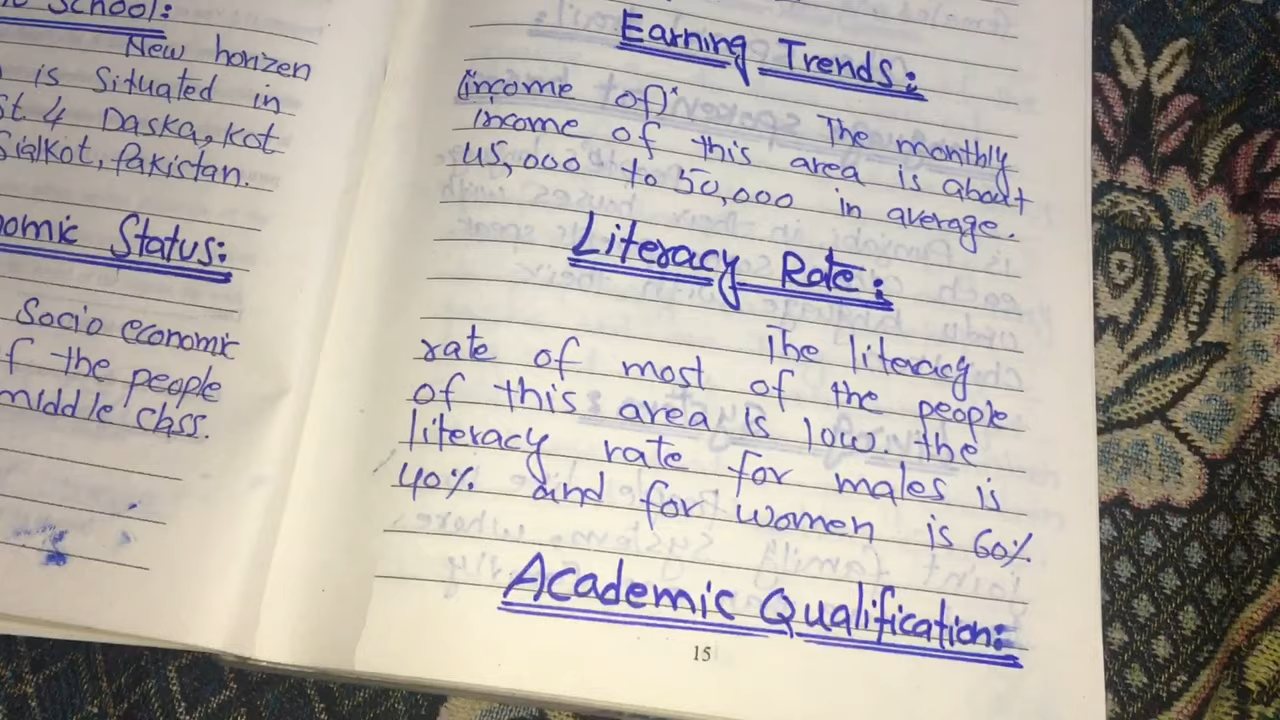 School:
New horizen
is situated in
st 4 Daska, Kot
Sialkot, Pakistan.
omic Status:
Socio economic
f the people
middle class.
Earning Trends:
income of
The monthly
income of this area is about
45,000 to 50,000 in average.
Literacy Rate:
The literacy
rate of most of the people
of this area is low. the
literacy rate for males is
40% and for women is 60%
Academic Qualification:
15